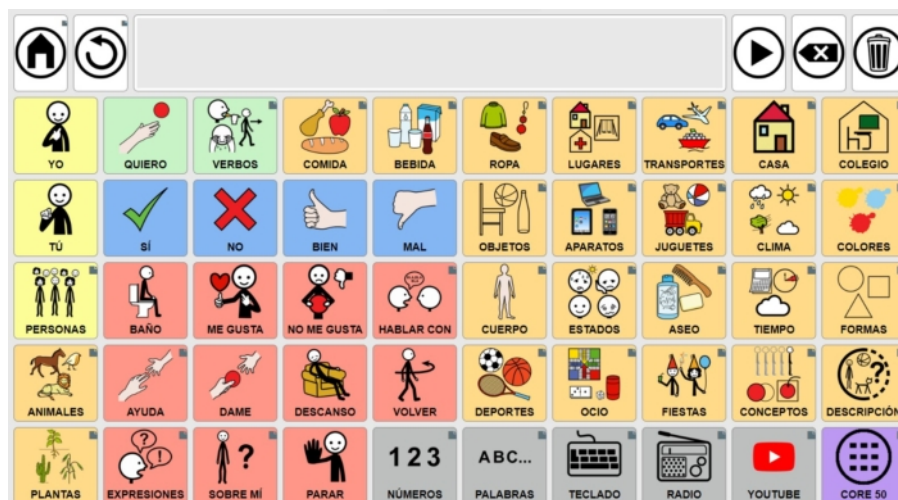 YO QUIERO VERBOS COMIDA BEBIDA ROPA LUGARES TRANSPORTES CASA COLEGIO
TÚ SÍ NO BIEN MAL OBJETOS APARATOS JUGUETES CLIMA COLORES
PERSONAS BAÑO ME GUSTA NO ME GUSTA HABLAR CON CUERPO ESTADOS ASEO TIEMPO FORMAS
ANIMALES AYUDA DAME DESCANSO VOLVER DEPORTES OCIO FIESTAS CONCEPTOS DESCRIPCIÓN
1 2 3 ABC...
PLANTAS EXPRESIONES SOBRE MÍ PARAR NÚMEROS PALABRAS TECLADO RADIO YOUTUBE CORE 50